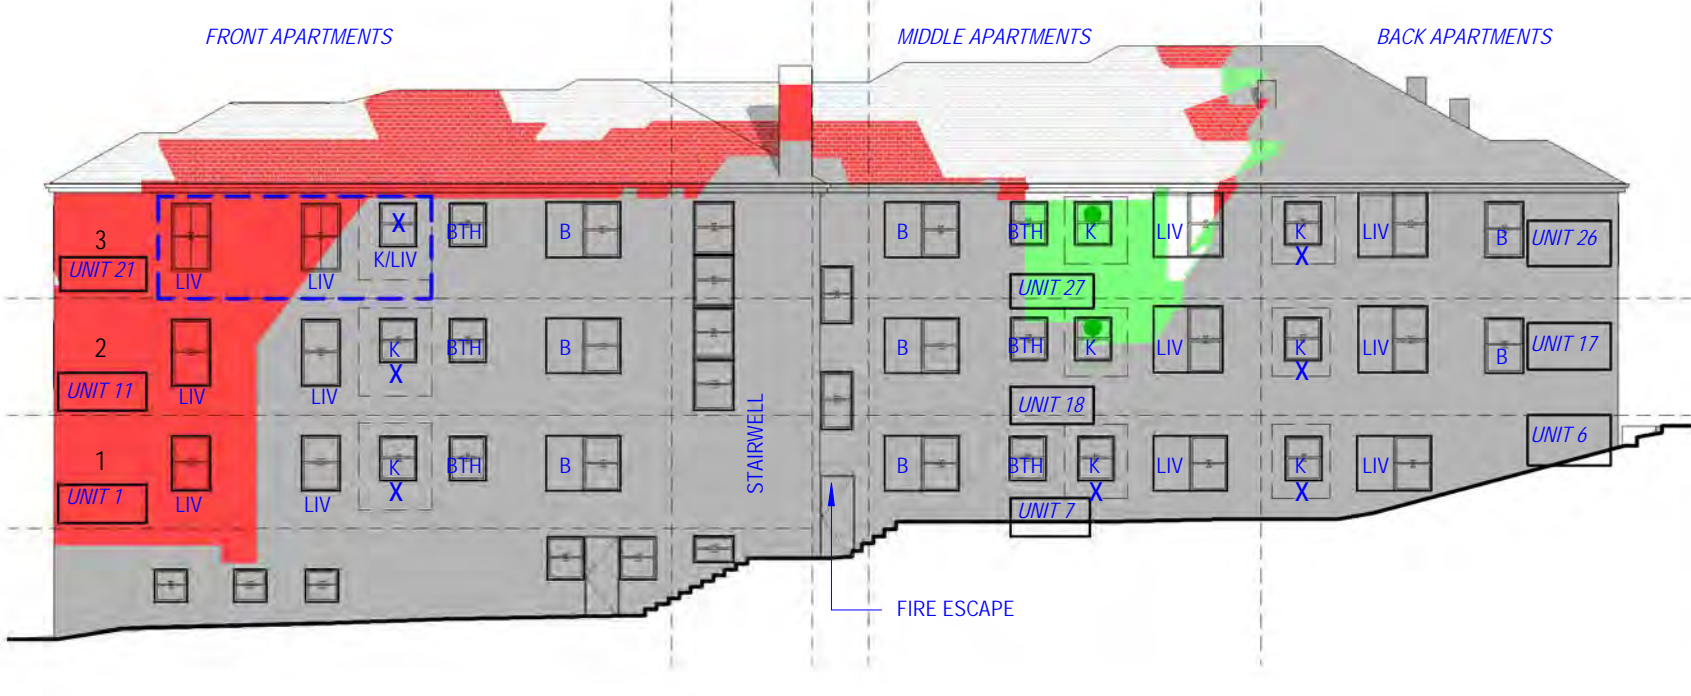 FRONT APARTMENTS
MIDDLE APARTMENTS
BACK APARTMENTS
3
UNIT 21
LIV
LIV
X
K/LIV
BTH
B
B
BTH
K
LIV
K
X
LIV
B
UNIT 26
UNIT 27
2
UNIT 11
LIV
LIV
K
X
BTH
B
B
BTH
K
LIV
K
X
LIV
B
UNIT 17
UNIT 18
1
UNIT 1
LIV
LIV
K
X
BTH
B
STAIRWELL
B
BTH
K
X
LIV
K
X
LIV
UNIT 6
UNIT 7
FIRE ESCAPE